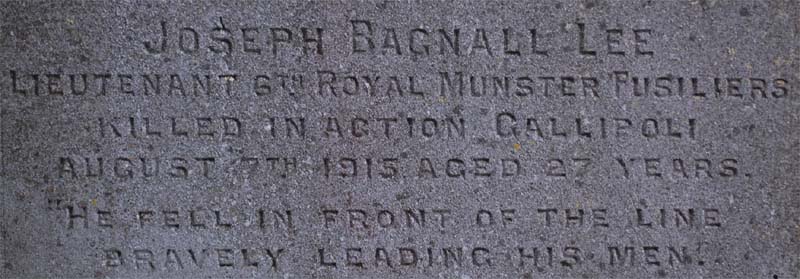 JOSEPH BAGNALL LEE
LIEUTENANT 6TH ROYAL MUNSTER FUSILIERS
KILLED IN ACTION GALLIPOLI
AUGUST 7TH 1915 AGED 27 YEARS.
"HE FELL IN FRONT OF THE LINE
BRAVELY LEADING HIS MEN."